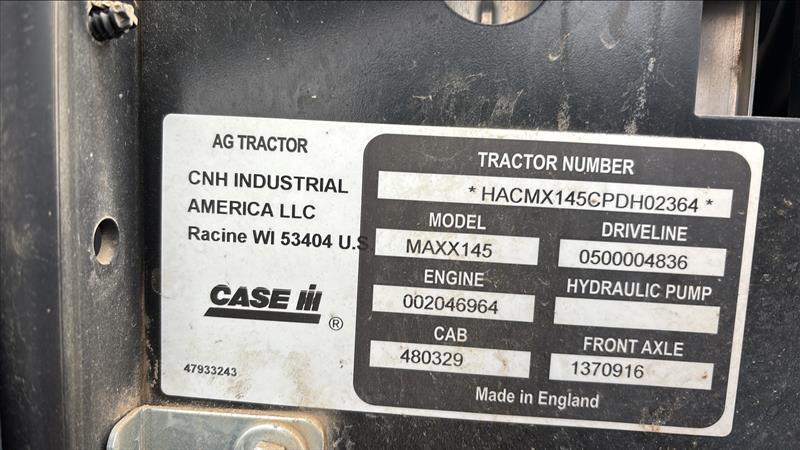 AG TRACTOR
CNH INDUSTRIAL
AMERICA LLC
Racine WI 53404 U.S.
CASE IH
®
47933243
TRACTOR NUMBER
*HACMX145CPDH02364*
MODEL
MAXX145
DRIVELINE
0500004836
ENGINE
002046964
HYDRAULIC PUMP
CAB
480329
FRONT AXLE
1370916
Made in England